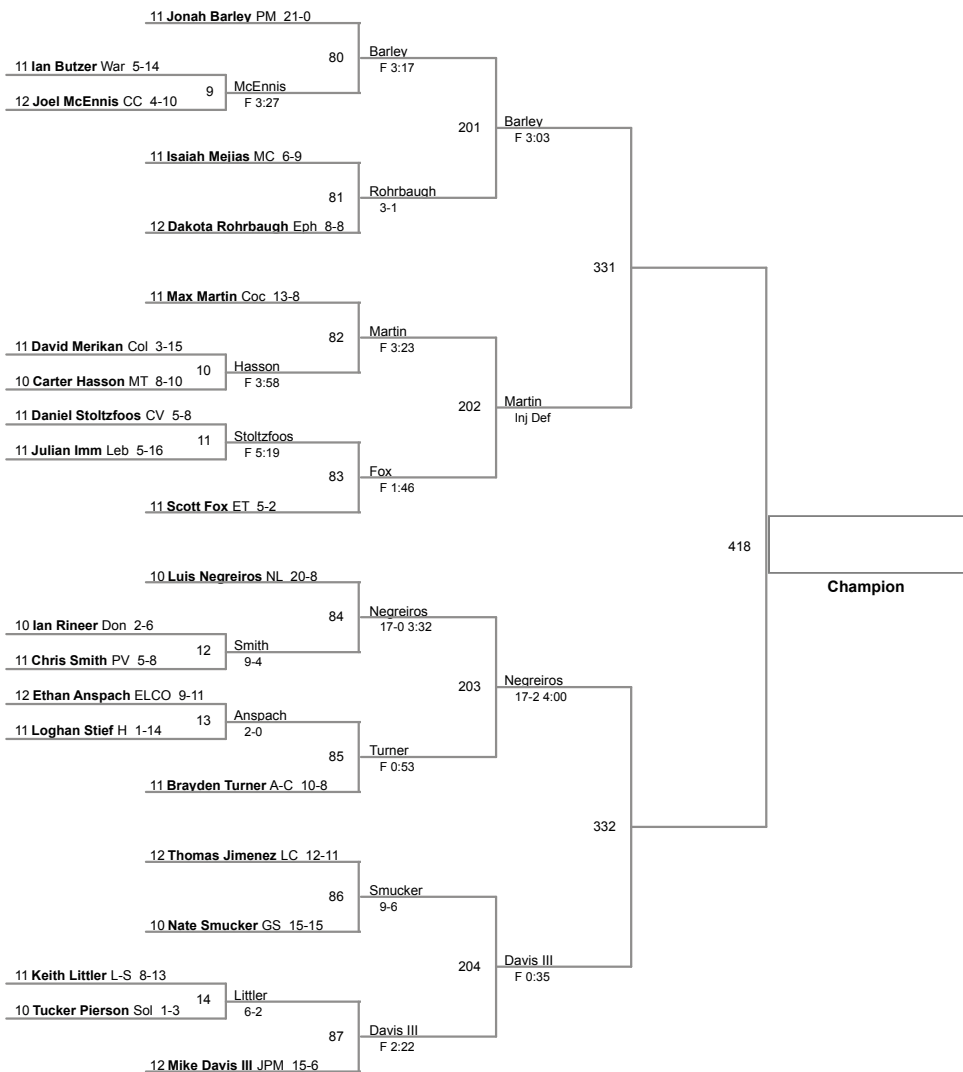 11 Jonah Barley PM 21-0
80
Barley
F 3:17
11 Ian Butzer War 5-14
9
McEnnis
F 3:27
12 Joel McEnnis CC 4-10
201
Barley
F 3:03
11 Isaiah Mejias MC 6-9
81
Rohrbaugh
3-1
12 Dakota Rohrbaugh Eph 8-8
331
11 Max Martin Coc 13-8
82
Martin
F 3:23
11 David Merikan Col 3-15
10
Hasson
F 3:58
10 Carter Hasson MT 8-10
202
Martin
Inj Def
11 Daniel Stoltzfoos CV 5-8
11
Stoltzfoos
F 5:19
11 Julian Imm Leb 5-16
83
Fox
F 1:46
11 Scott Fox ET 5-2
418
Champion
10 Luis Negreiros NL 20-8
84
Negreiros
17-0 3:32
10 Ian Rineer Don 2-6
12
Smith
9-4
11 Chris Smith PV 5-8
203
Negreiros
17-2 4:00
12 Ethan Anspach ELCO 9-11
13
Anspach
2-0
11 Loghan Stief H 1-14
85
Turner
F 0:53
11 Brayden Turner A-C 10-8
332
12 Thomas Jimenez LC 12-11
86
Smucker
9-6
10 Nate Smucker GS 15-15
204
Davis III
F 0:35
11 Keith Littler L-S 8-13
14
Littler
6-2
10 Tucker Pierson Sol 1-3
87
Davis III
F 2:22
12 Mike Davis III JPM 15-6